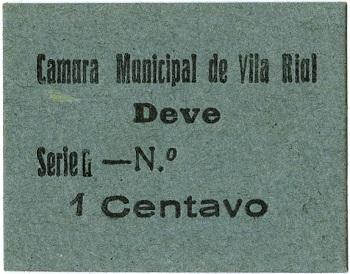 Camara Municipal de Vila Rial
Deve
Serie G —N.º
1 Centavo